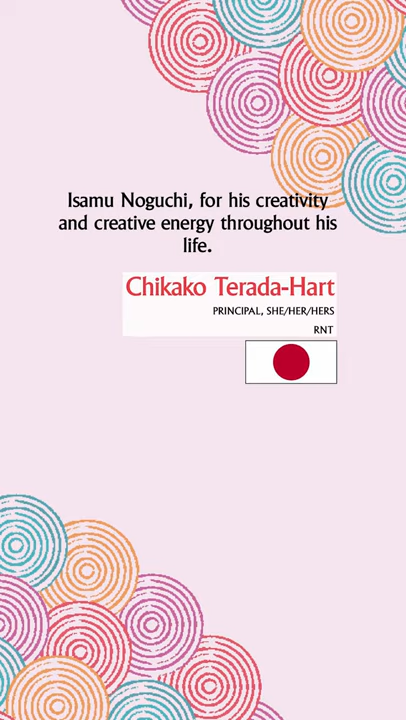 Isamu Noguchi, for his creativity
and creative energy throughout his
life.
Chikako Terada-Hart
PRINCIPAL, SHE/HER/HERS
RNT